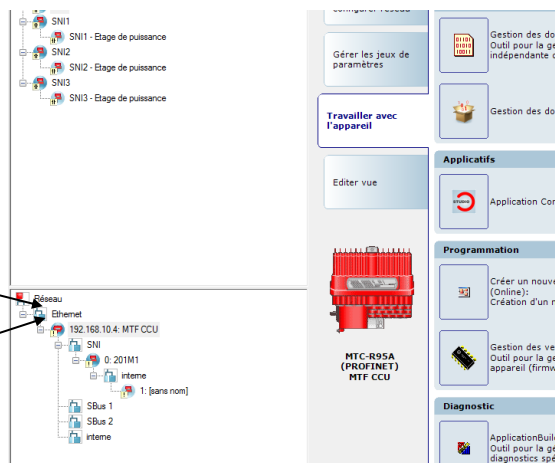 SNI1
SNI1 - Etage de puissance
SNI2
SNI2 - Etage de puissance
SNI3
SNI3 - Etage de puissance
Réseau
Ethernet
192.168.10.4: MTF CCU
SNI
0: 201M1
interne
1: [sans nom]
SBus 1
SBus 2
interne
Gérer les jeux de
paramètres
Travailler avec
l'appareil
Editer vue
MTC-R95A
(PROFINET)
MTF CCU
Gestion des do
Outil pour la ge
indépendante
Gestion des do
Applicatifs
STUDIO
Application Con
Programmation
Créer un nouve
(Online):
Création d'un
Gestion des ve
Outil pour la ge
appareil (firmw
Diagnostic
ApplicationBuil
Outil pour la ge
diagnostics spé